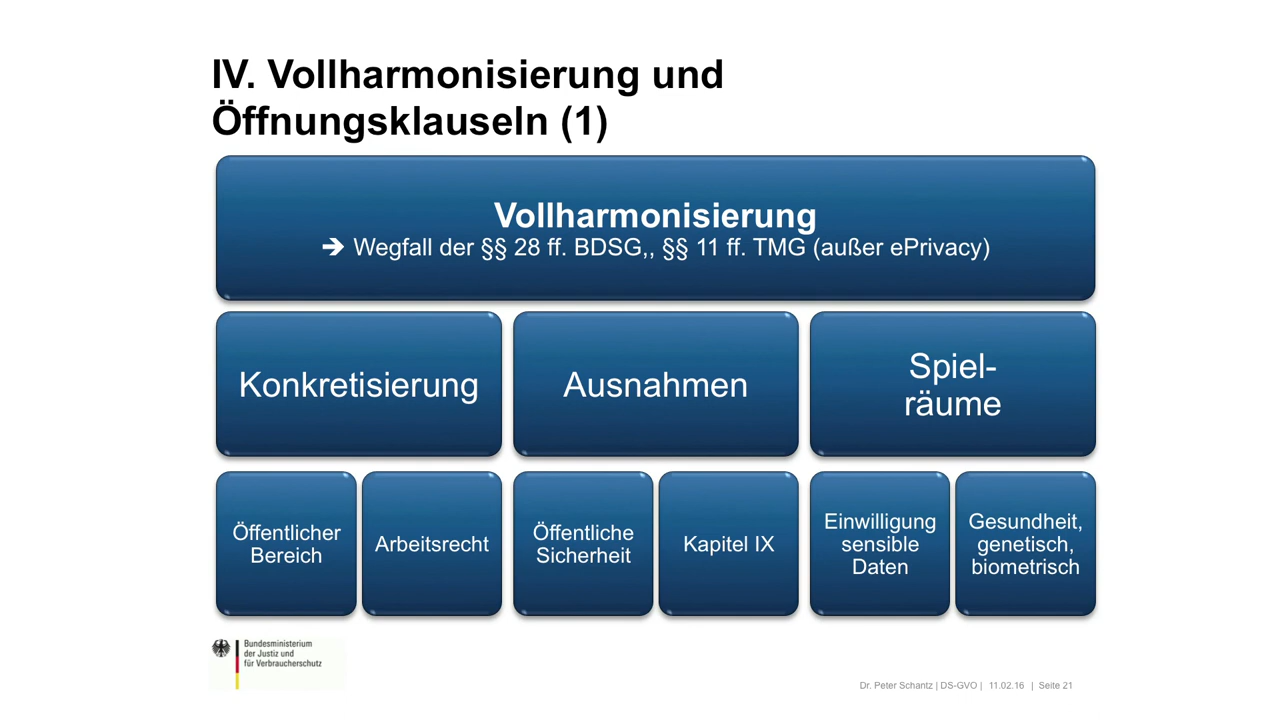 IV. Vollharmonisierung und
Öffnungsklauseln (1)
Vollharmonisierung
➔ Wegfall der §§ 28 ff. BDSG,, §§ 11 ff. TMG (außer ePrivacy)
Konkretisierung
Ausnahmen
Spiel-
räume
Öffentlicher
Bereich
Arbeitsrecht
Öffentliche
Sicherheit
Kapitel IX
Einwilligung
sensible
Daten
Gesundheit,
genetisch,
biometrisch
Bundesministerium
der Justiz und
für Verbraucherschutz
Dr. Peter Schantz | DS-GVO | 11.02.16 | Seite 21